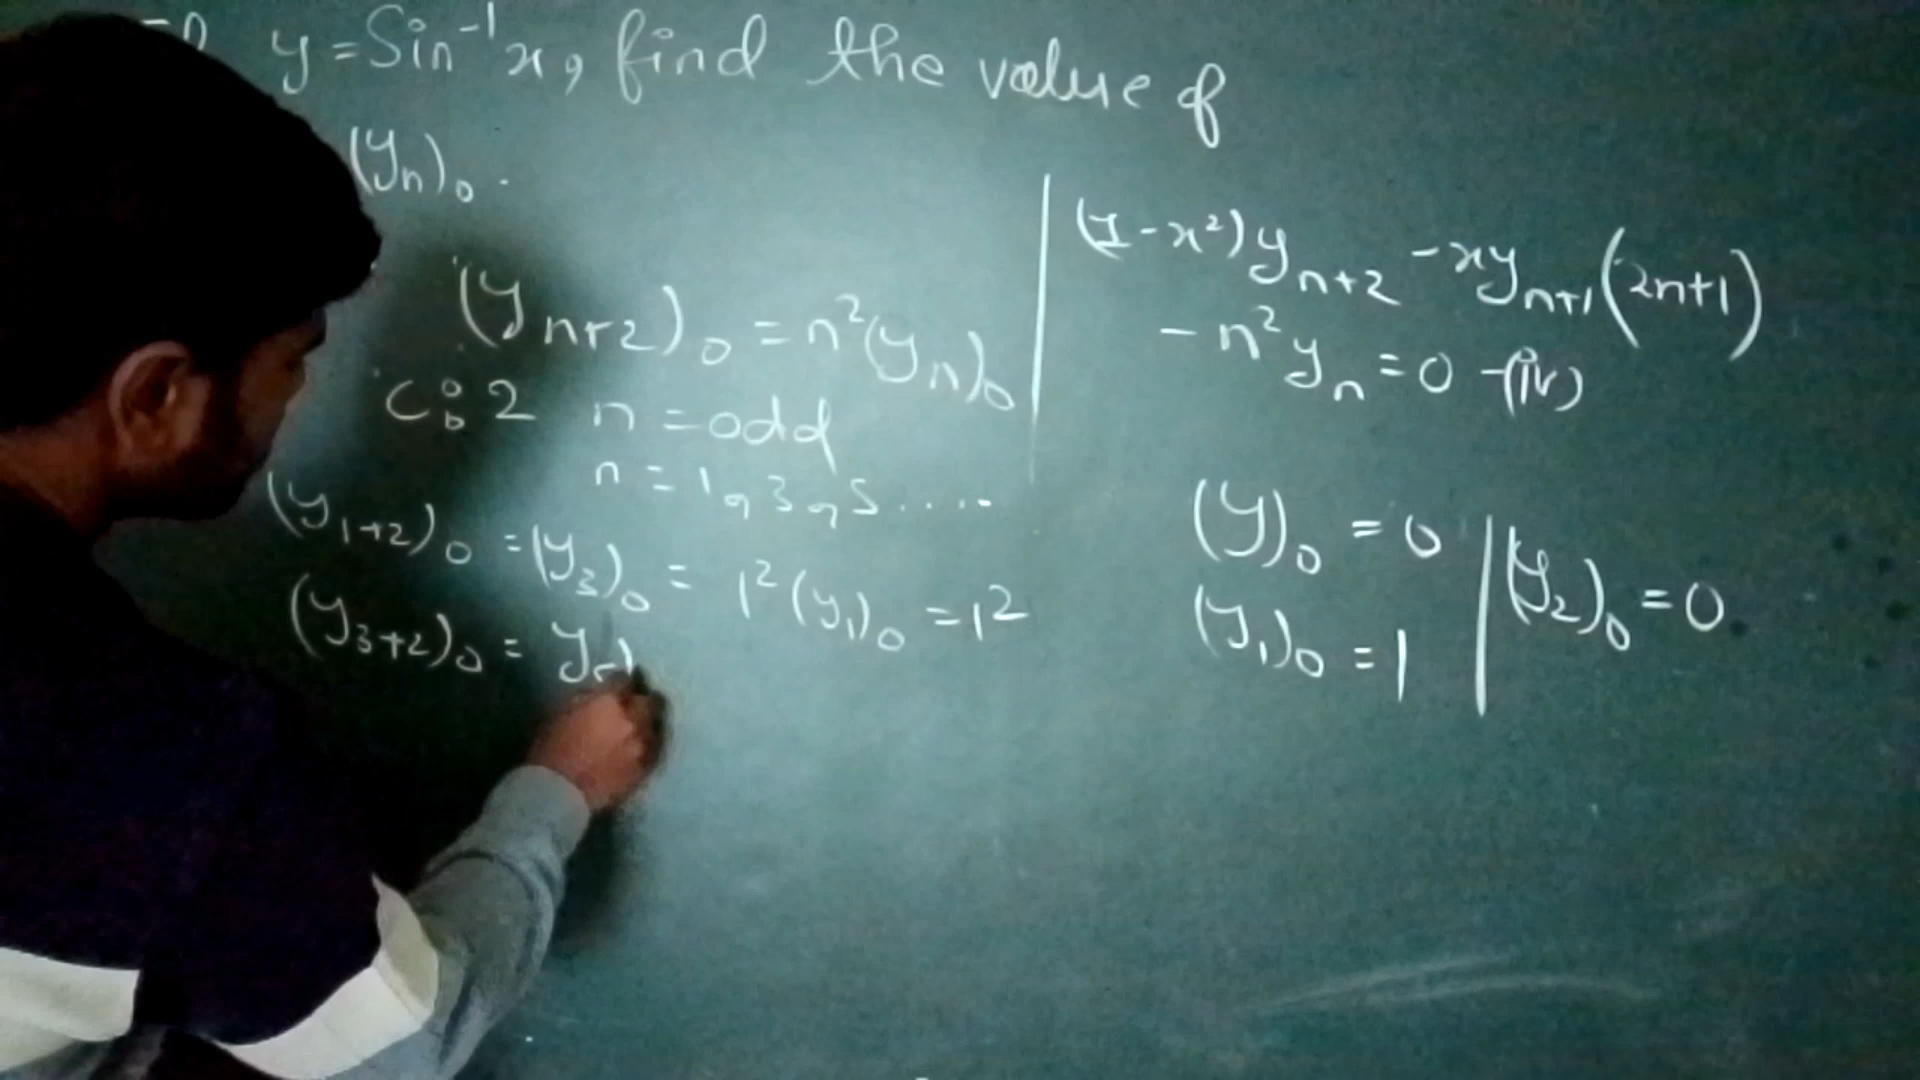 y = Sin⁻¹x, find the value of
(yₙ)₀.
(yₙ₊₂)₀ = n²(yₙ)₀
C: 2 n = odd
n = 1, 3, 5 .....
(y₁₊₂)₀ = (y₃)₀ = 1²(y₁)₀ = 1²
(y₃₊₂)₀ =
(1-x²)yₙ₊₂ - xyₙ₊₁(2n+1)
- n²yₙ = 0 -(iv)
(y)₀ = 0
(y₁)₀ = 1
(y₂)₀ = 0